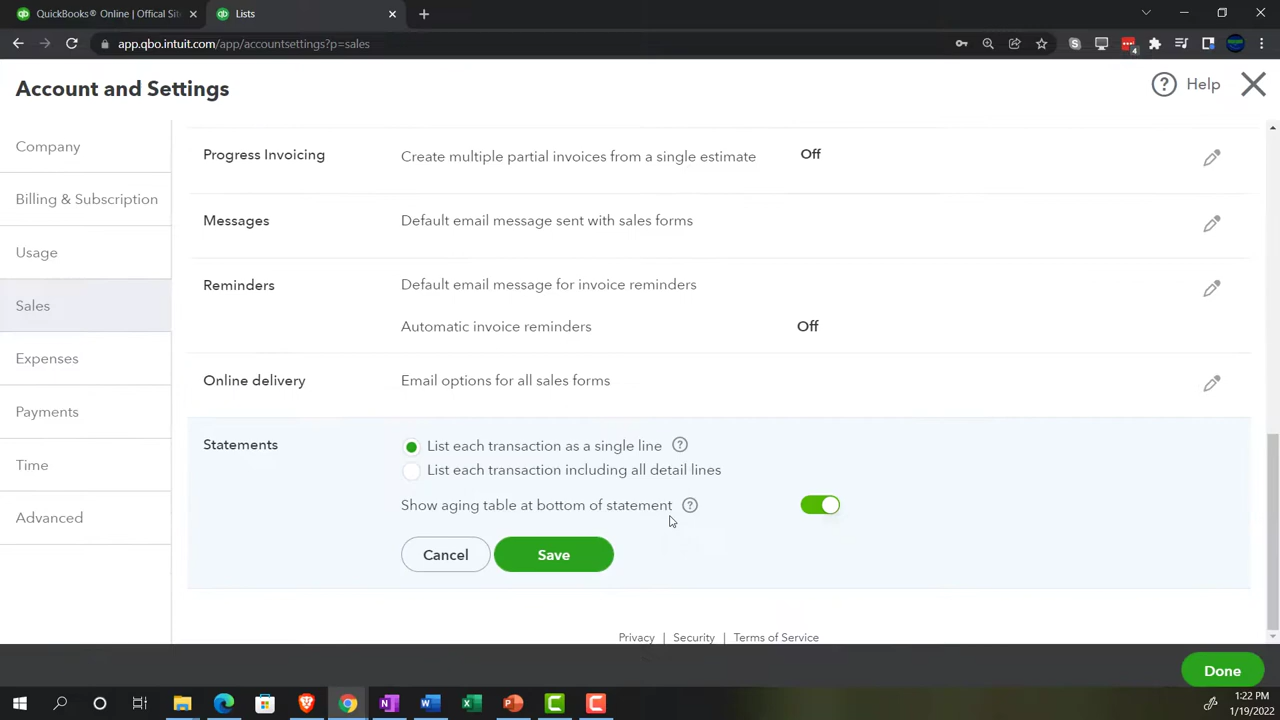 QuickBooks® Online | Offical Sit
Lists
app.qbo.intuit.com/app/accountsettings?p=sales
4
Account and Settings
? Help
Company
Billing & Subscription
Usage
Sales
Expenses
Payments
Time
Advanced
Progress Invoicing
Create multiple partial invoices from a single estimate
Off
Messages
Default email message sent with sales forms
Reminders
Default email message for invoice reminders
Automatic invoice reminders
Off
Online delivery
Email options for all sales forms
Statements
List each transaction as a single line ?
List each transaction including all detail lines
Show aging table at bottom of statement ?
Cancel
Save
Privacy | Security | Terms of Service
Done
1:22 PM
1/19/2022